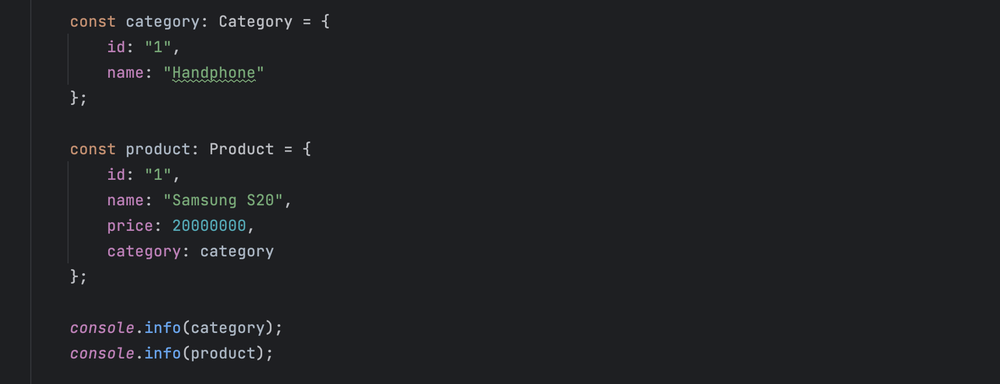 const category: Category = {
    id: "1",
    name: "Handphone"
};

const product: Product = {
    id: "1",
    name: "Samsung S20",
    price: 20000000,
    category: category
};

console.info(category);
console.info(product);